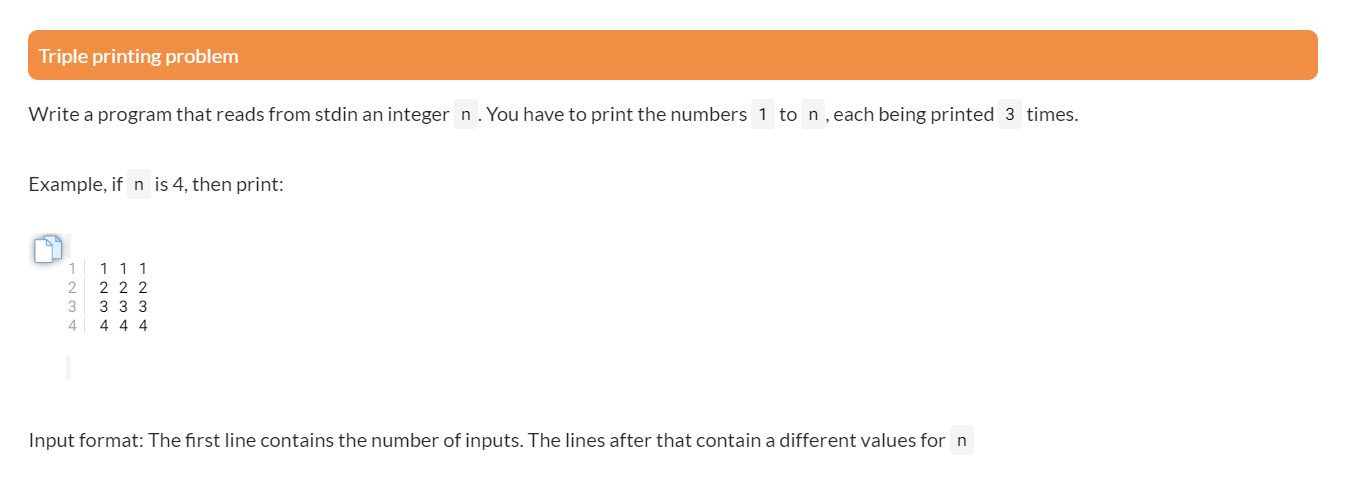 Triple printing problem
Write a program that reads from stdin an integer n . You have to print the numbers 1 to n , each being printed 3 times.
Example, if n is 4, then print:
1 1 1 1
2 2 2 2
3 3 3 3
4 4 4 4
Input format: The first line contains the number of inputs. The lines after that contain a different values for n